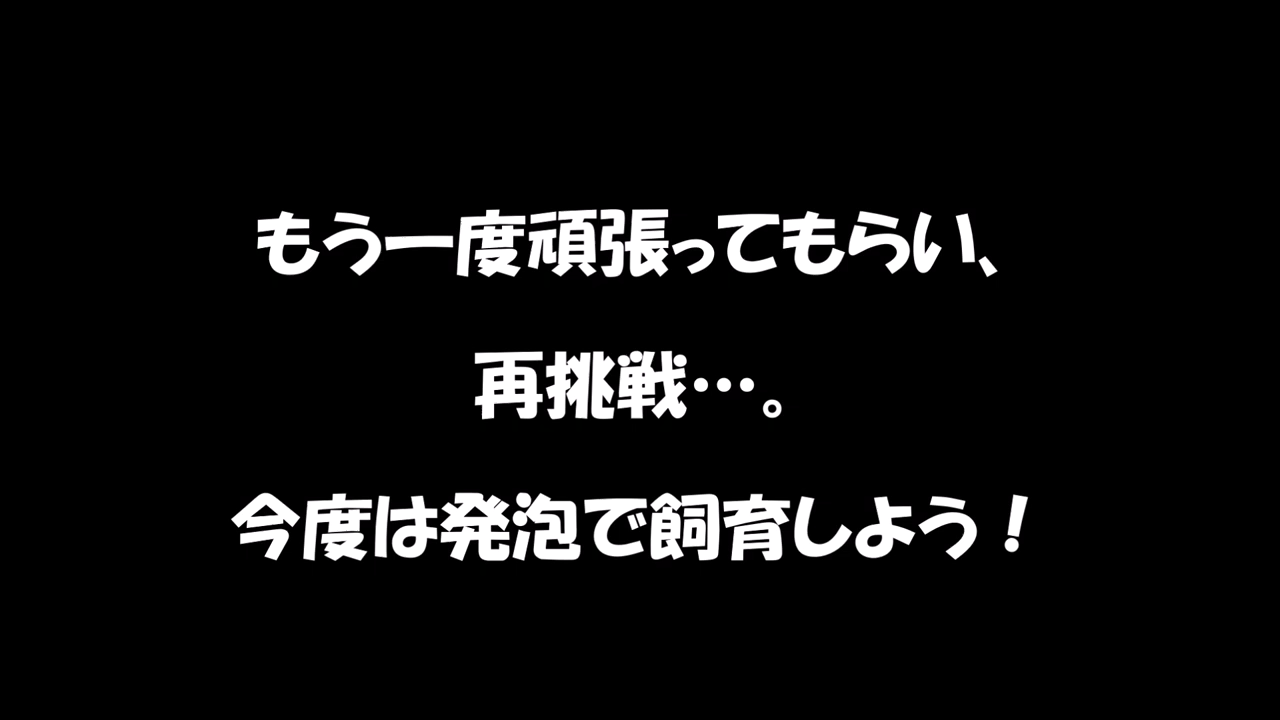 もう一度頑張ってもらい、
再挑戦…。
今度は発泡で飼育しよう！